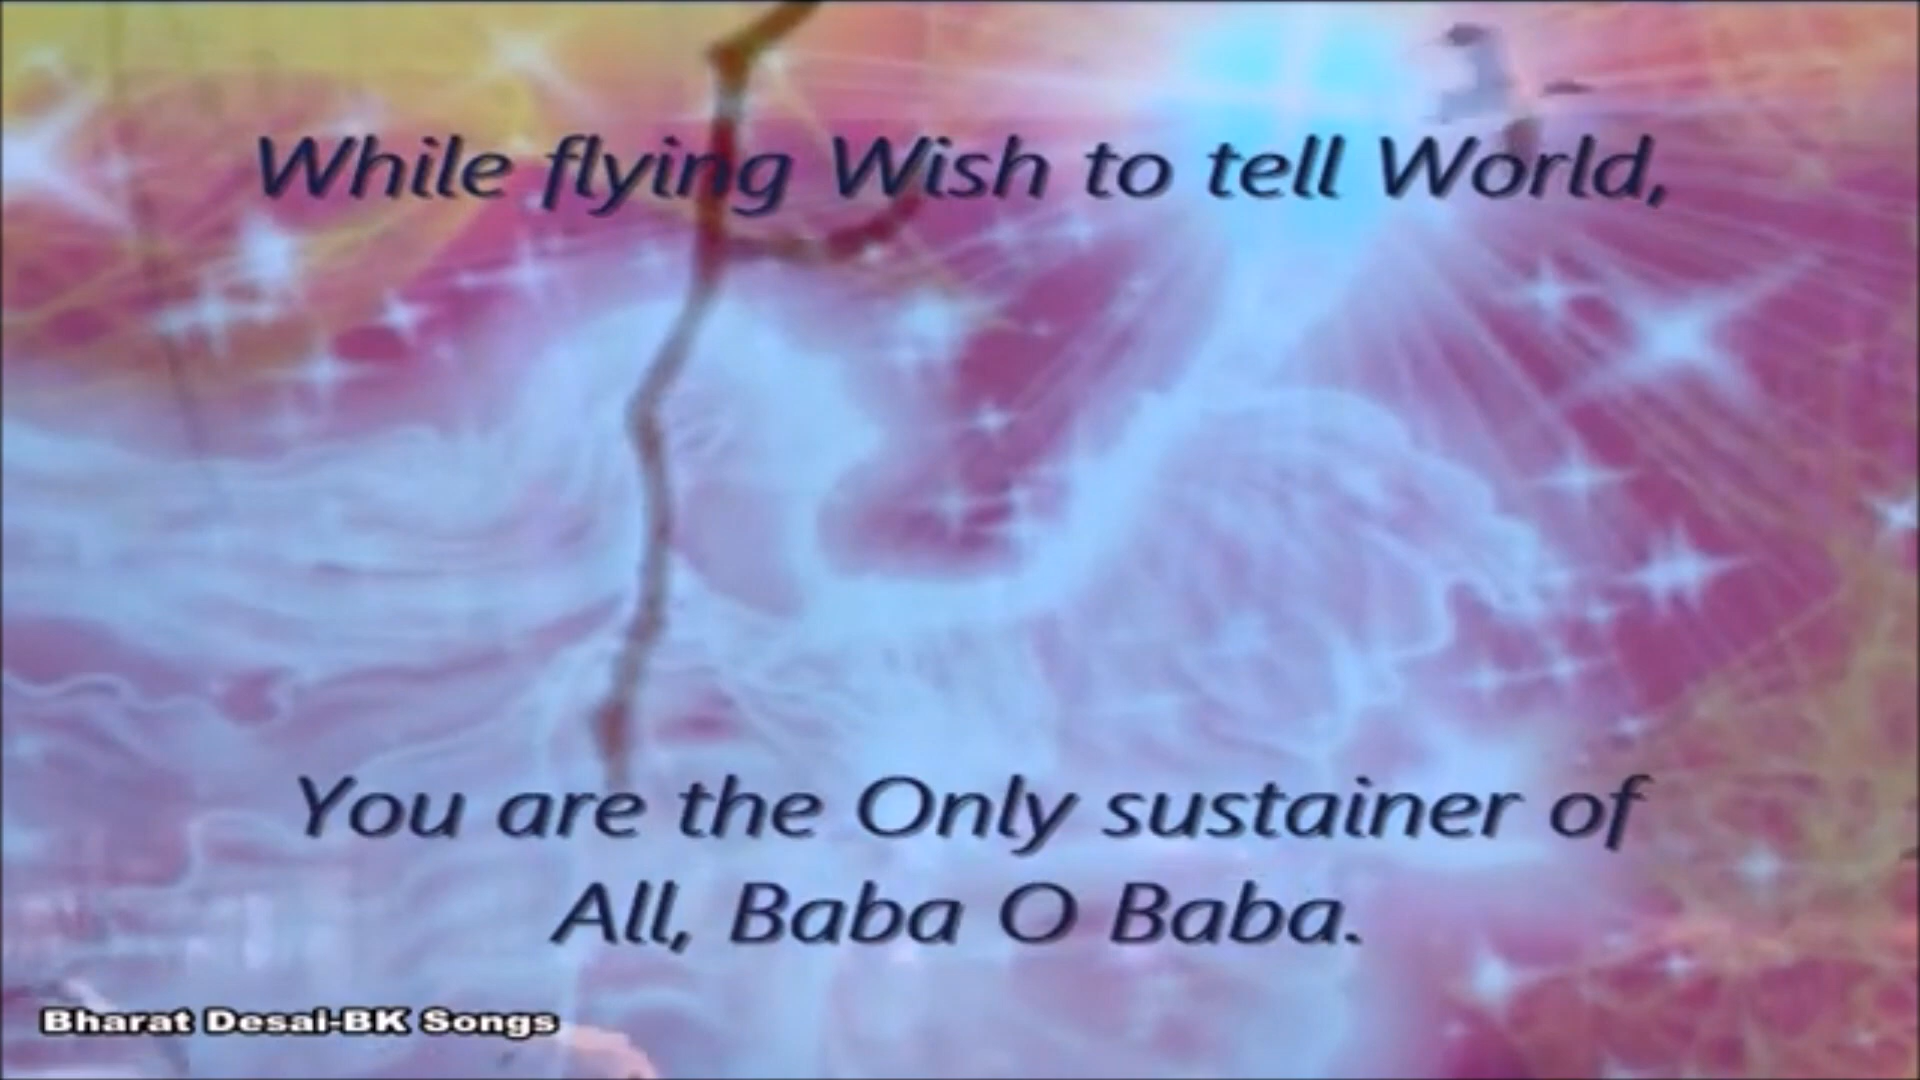 While flying Wish to tell World,
You are the Only sustainer of
All, Baba O Baba.
Bharat Desai-BK Songs